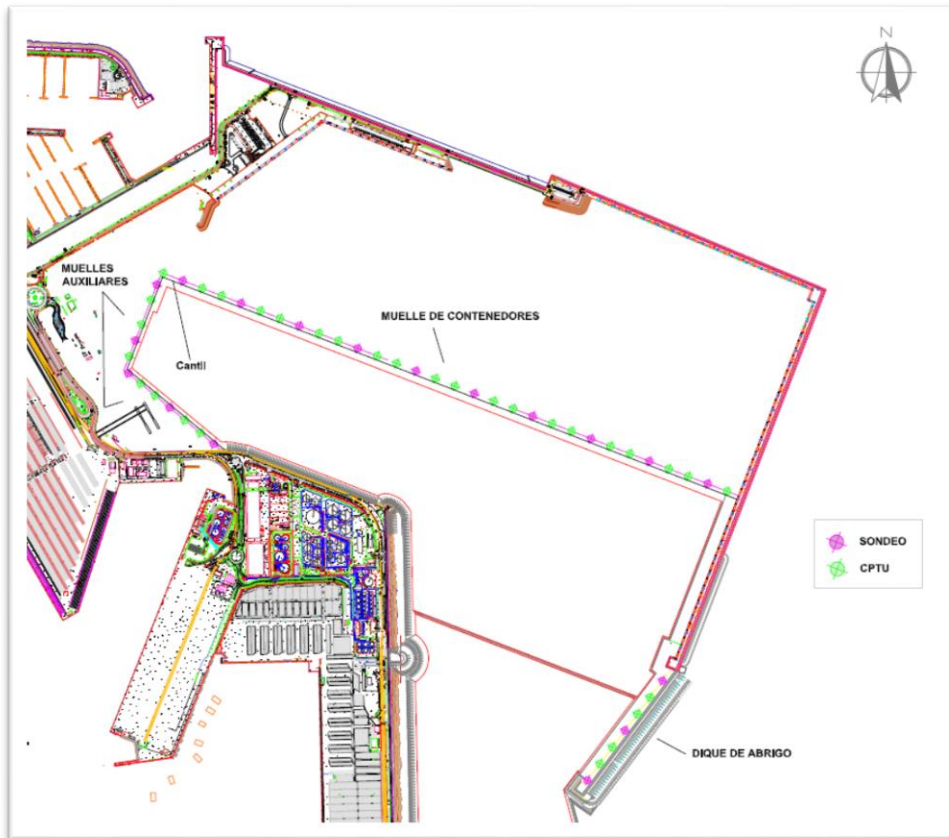 N
MUELLES
AUXILIARES
MUELLE DE CONTENEDORES
Cantil
SONDEO
CPTU
DIQUE DE ABRIGO